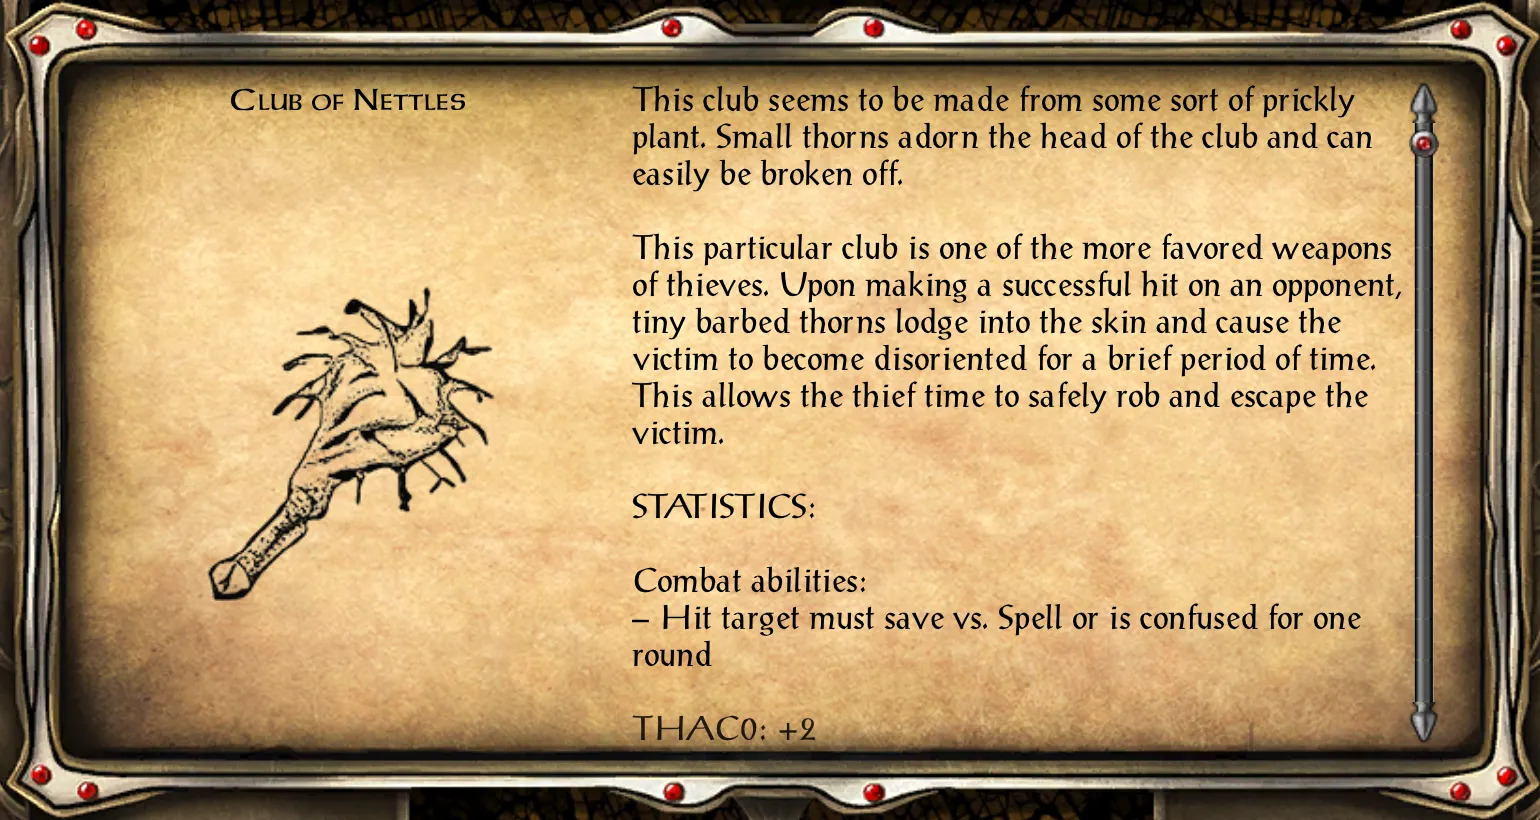 Club of Nettles
This club seems to be made from some sort of prickly
plant. Small thorns adorn the head of the club and can
easily be broken off.
This particular club is one of the more favored weapons
of thieves. Upon making a successful hit on an opponent,
tiny barbed thorns lodge into the skin and cause the
victim to become disoriented for a brief period of time.
This allows the thief time to safely rob and escape the
victim.
STATISTICS:
Combat abilities:
– Hit target must save vs. Spell or is confused for one
round
THAC0: +2